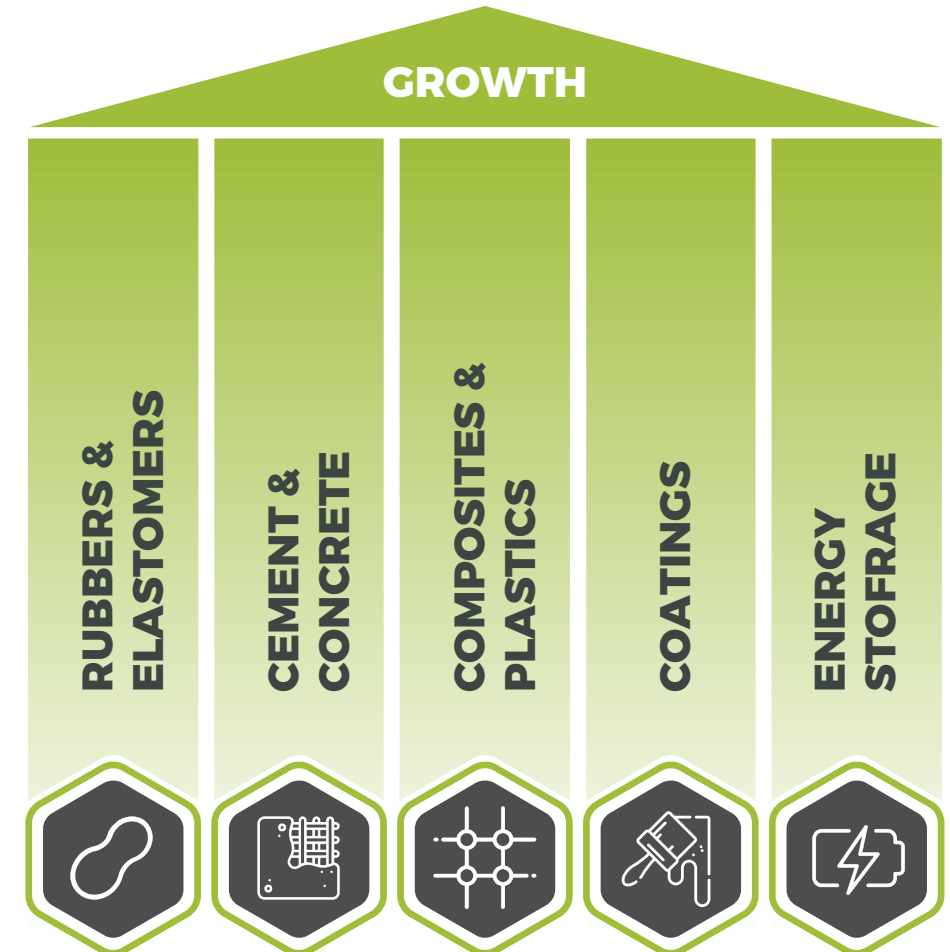 GROWTH
RUBBERS &
ELASTOMERS
CEMENT &
CONCRETE
COMPOSITES &
PLASTICS
COATINGS
ENERGY
STOFRAGE